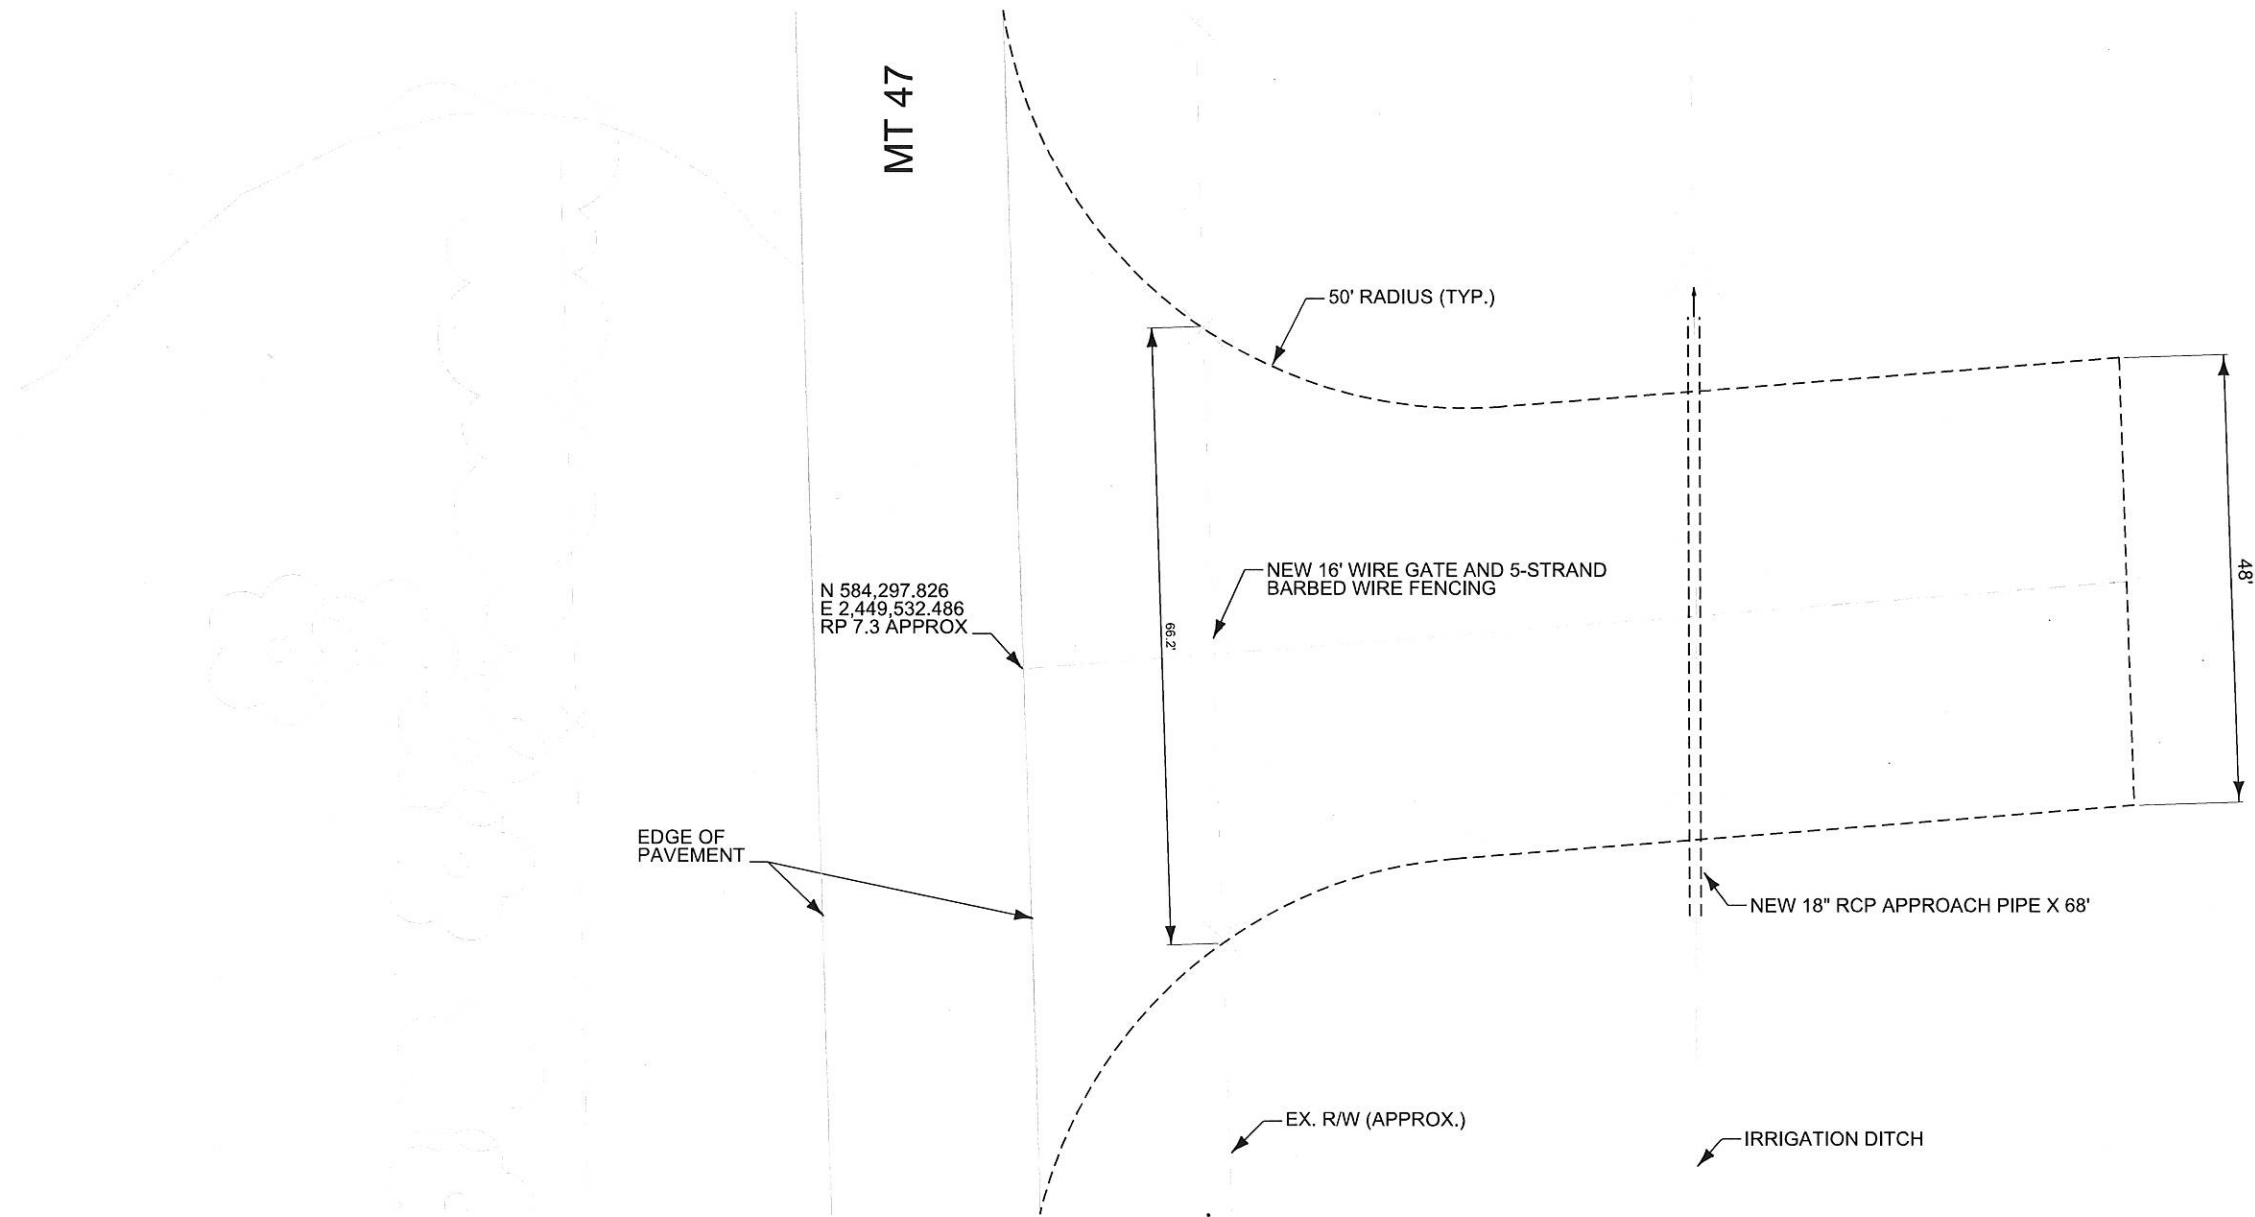 MT 47
50' RADIUS (TYP.)
NEW 16' WIRE GATE AND 5-STRAND
BARBED WIRE FENCING
48'
N 584,297.826
E 2,449,532.486
RP 7.3 APPROX
66.2'
EDGE OF
PAVEMENT
NEW 18" RCP APPROACH PIPE X 68'
EX. R/W (APPROX.)
IRRIGATION DITCH